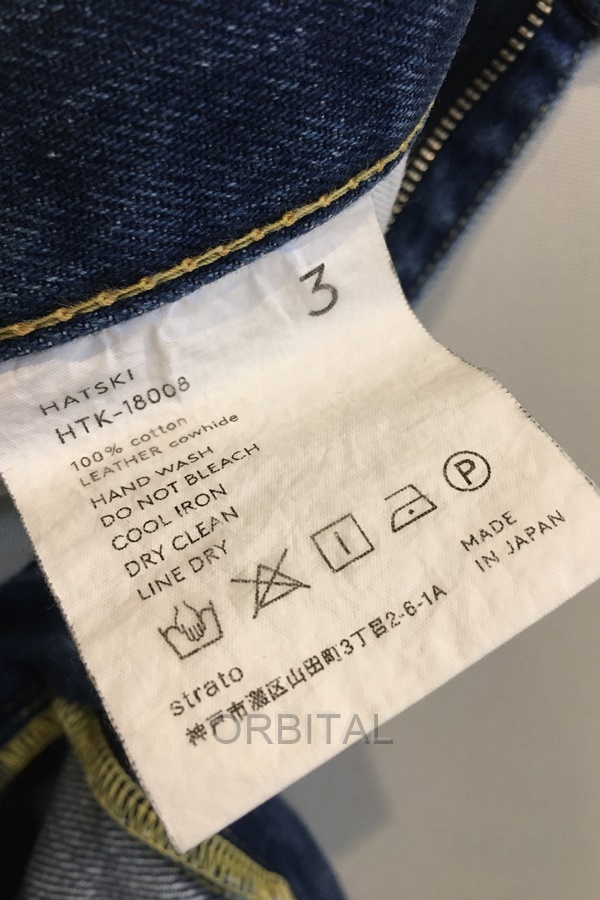 3
HATSKI
HTK-18008
100% cotton
LEATHER cowhide
HAND WASH
DO NOT BLEACH
COOL IRON
DRY CLEAN
LINE DRY
P
MADE
IN JAPAN
strato
神戸市灘区山田町3丁目2-6-1A
ORBITAL